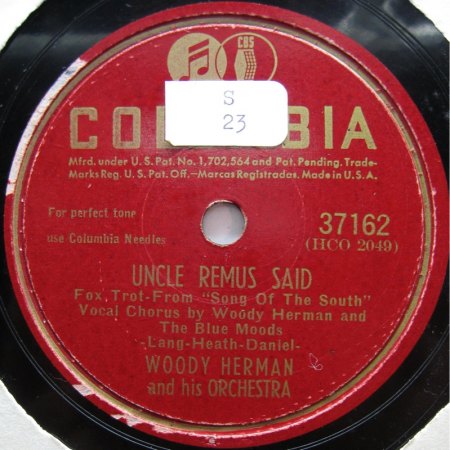 CBS
S
23
COLUMBIA
Mfrd. under U.S. Pat. No. 1,702,564 and Pat. Pending. Trade-
Marks Reg. U.S. Pat. Off.—Marcas Registradas. Made in U.S.A.
For perfect tone
use Columbia Needles
37162
(HCO 2049)
UNCLE REMUS SAID
Fox Trot-From "Song Of The South"
Vocal Chorus by Woody Herman and
The Blue Moods
-Lang-Heath-Daniel-
WOODY HERMAN
and his ORCHESTRA